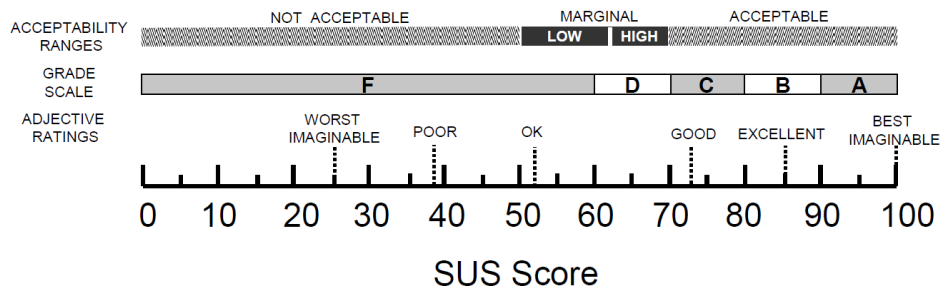 NOT ACCEPTABLE MARGINAL ACCEPTABLE
ACCEPTABILITY
RANGES
LOW HIGH
GRADE
SCALE
F D C B A
ADJECTIVE
RATINGS
WORST
IMAGINABLE
POOR OK GOOD EXCELLENT
BEST
IMAGINABLE
0 10 20 30 40 50 60 70 80 90 100
SUS Score